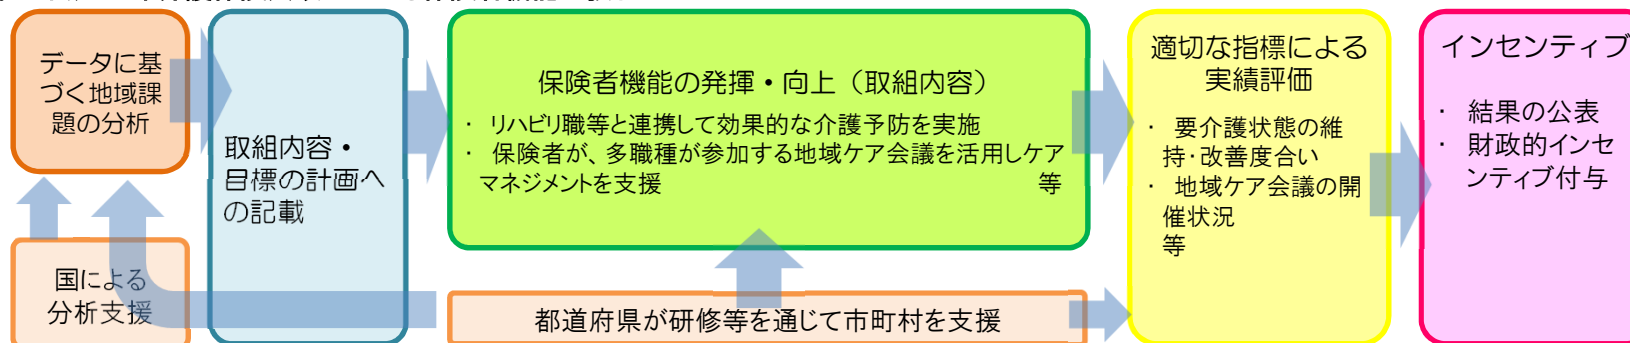 データに基
づく地域課
題の分析
国による
分析支援
取組内容・
目標の計画へ
の記載
保険者機能の発揮・向上（取組内容）
・ リハビリ職等と連携して効果的な介護予防を実施
・ 保険者が、多職種が参加する地域ケア会議を活用しケア
マネジメントを支援 等
都道府県が研修等を通じて市町村を支援
適切な指標による
実績評価
・ 要介護状態の維
持・改善度合い
・ 地域ケア会議の開
催状況
等
インセンティブ
・ 結果の公表
・ 財政的インセ
ンティブ付与